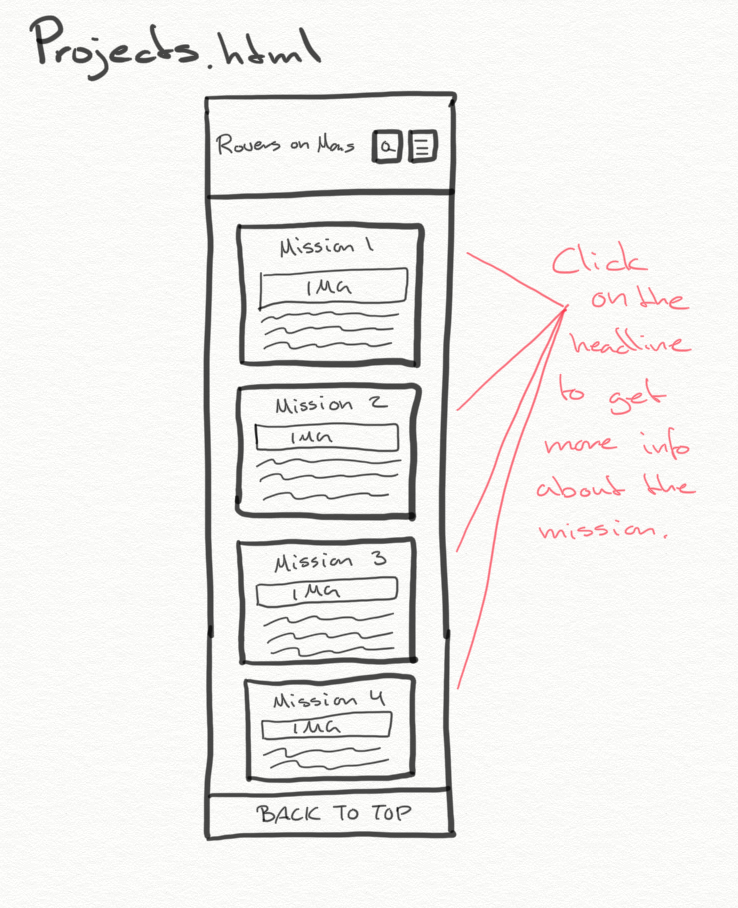 Projects.html
Rovers on Mars
Mission 1
IMG
Mission 2
IMG
Mission 3
IMG
Mission 4
IMG
BACK TO TOP
Click
on the
headline
to get
more info
about the
mission.